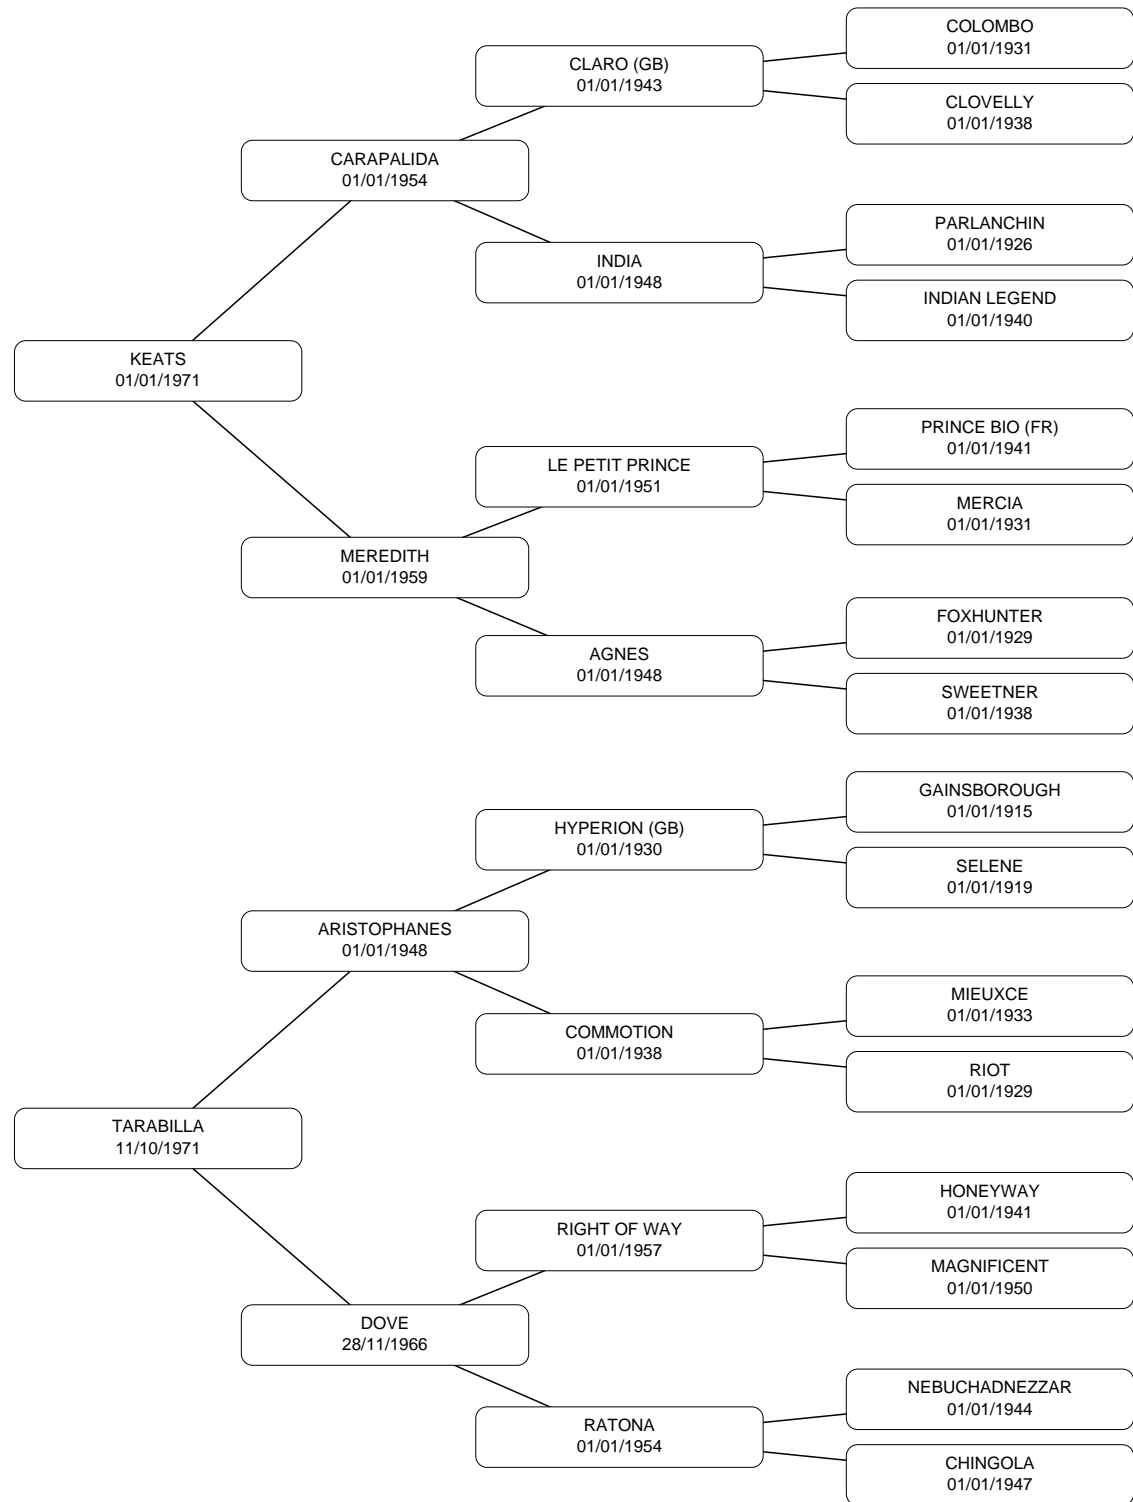 COLOMBO
01/01/1931
CLARO (GB)
01/01/1943
CLOVELLY
01/01/1938
CARAPALIDA
01/01/1954
PARLANCHIN
01/01/1926
INDIA
01/01/1948
INDIAN LEGEND
01/01/1940
KEATS
01/01/1971
PRINCE BIO (FR)
01/01/1941
LE PETIT PRINCE
01/01/1951
MERCIA
01/01/1931
MEREDITH
01/01/1959
FOXHUNTER
01/01/1929
AGNES
01/01/1948
SWEETNER
01/01/1938
GAINSBOROUGH
01/01/1915
HYPERION (GB)
01/01/1930
SELENE
01/01/1919
ARISTOPHANES
01/01/1948
MIEUXCE
01/01/1933
COMMOTION
01/01/1938
RIOT
01/01/1929
TARABILLA
11/10/1971
HONEYWAY
01/01/1941
RIGHT OF WAY
01/01/1957
MAGNIFICENT
01/01/1950
DOVE
28/11/1966
NEBUCHADNEZZAR
01/01/1944
RATONA
01/01/1954
CHINGOLA
01/01/1947